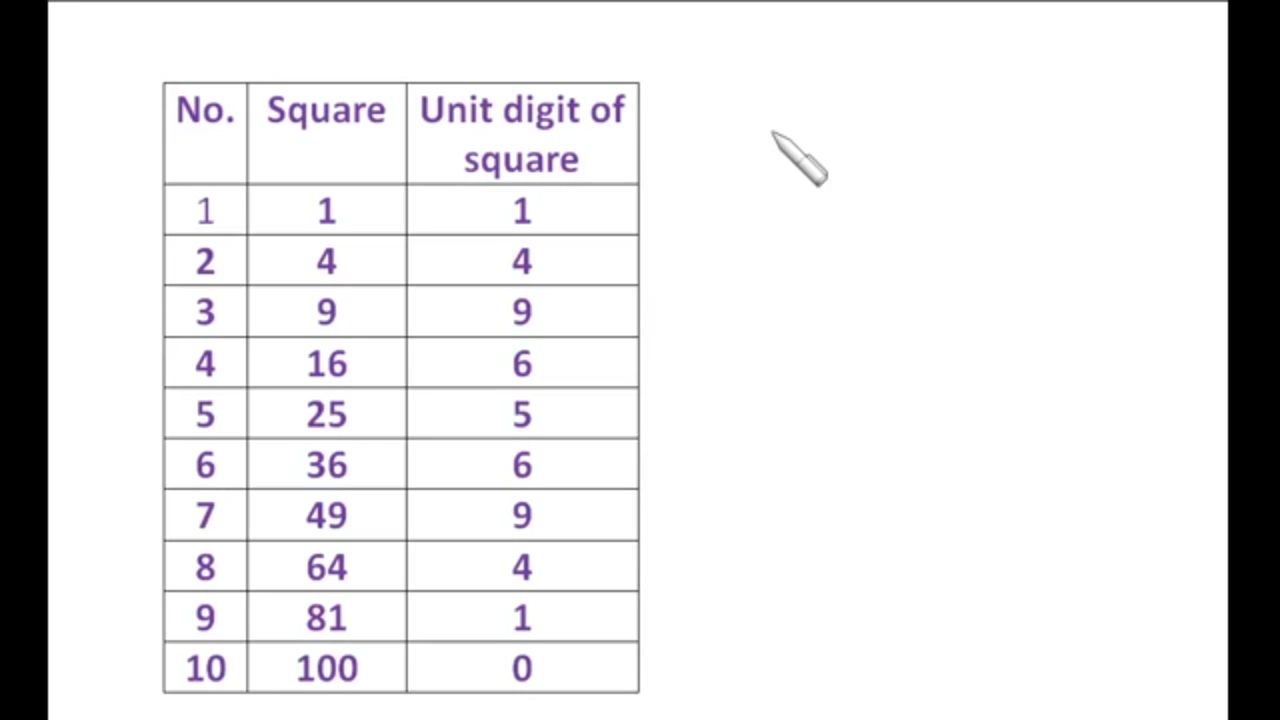 No. Square Unit digit of
square
1 1 1
2 4 4
3 9 9
4 16 6
5 25 5
6 36 6
7 49 9
8 64 4
9 81 1
10 100 0